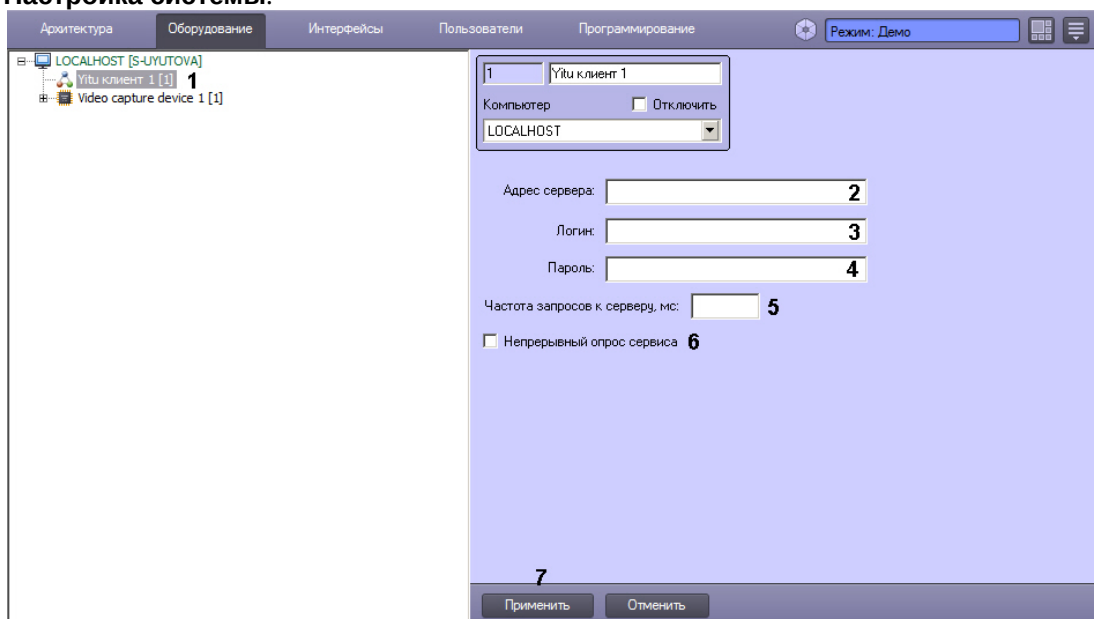 Настройка системы.
Архитектура Оборудование Интерфейсы Пользователи Программирование Режим: Демо
LOCALHOST [S-UYUTOVA]
Yitu клиент 1 [1] 1
Video capture device 1 [1]
1 Yitu клиент 1
Компьютер Отключить
LOCALHOST
Адрес сервера: 2
Логин: 3
Пароль: 4
Частота запросов к серверу, мс: 5
Непрерывный опрос сервиса 6
7
Применить Отменить